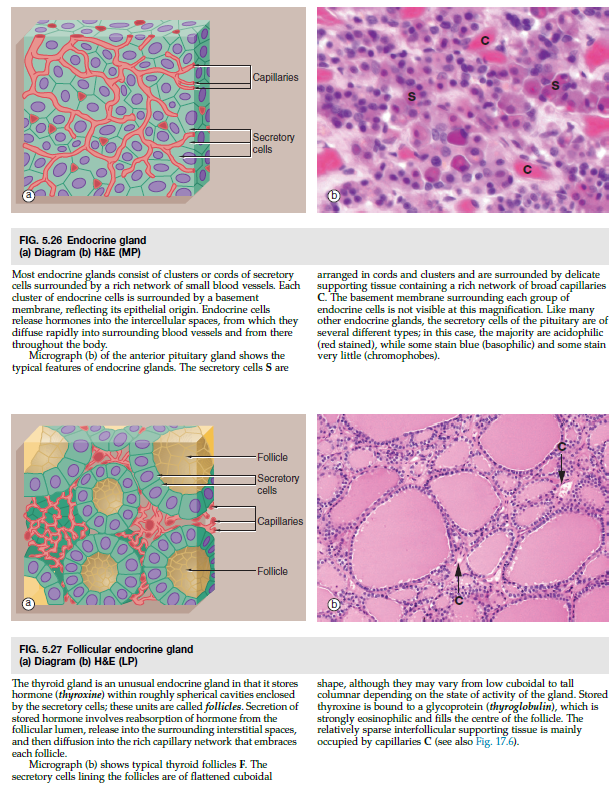 Capillaries
Secretory
cells
a
C
S
S
C
b
FIG. 5.26 Endocrine gland
(a) Diagram (b) H&E (MP)
Most endocrine glands consist of clusters or cords of secretory
cells surrounded by a rich network of small blood vessels. Each
cluster of endocrine cells is surrounded by a basement
membrane, reflecting its epithelial origin. Endocrine cells
release hormones into the intercellular spaces, from which they
diffuse rapidly into surrounding blood vessels and from there
throughout the body.
Micrograph (b) of the anterior pituitary gland shows the
typical features of endocrine glands. The secretory cells S are
arranged in cords and clusters and are surrounded by delicate
supporting tissue containing a rich network of broad capillaries
C. The basement membrane surrounding each group of
endocrine cells is not visible at this magnification. Like many
other endocrine glands, the secretory cells of the pituitary are of
several different types; in this case, the majority are acidophilic
(red stained), while some stain blue (basophilic) and some stain
very little (chromophobes).
Follicle
Secretory
cells
Capillaries
Follicle
a
C
C
b
FIG. 5.27 Follicular endocrine gland
(a) Diagram (b) H&E (LP)
The thyroid gland is an unusual endocrine gland in that it stores
hormone (thyroxine) within roughly spherical cavities enclosed
by the secretory cells; these units are called follicles. Secretion of
stored hormone involves reabsorption of hormone from the
follicular lumen, release into the surrounding interstitial spaces,
and then diffusion into the rich capillary network that embraces
each follicle.
Micrograph (b) shows typical thyroid follicles F. The
secretory cells lining the follicles are of flattened cuboidal
shape, although they may vary from low cuboidal to tall
columnar depending on the state of activity of the gland. Stored
thyroxine is bound to a glycoprotein (thyroglobulin), which is
strongly eosinophilic and fills the centre of the follicle. The
relatively sparse interfollicular supporting tissue is mainly
occupied by capillaries C (see also Fig. 17.6).